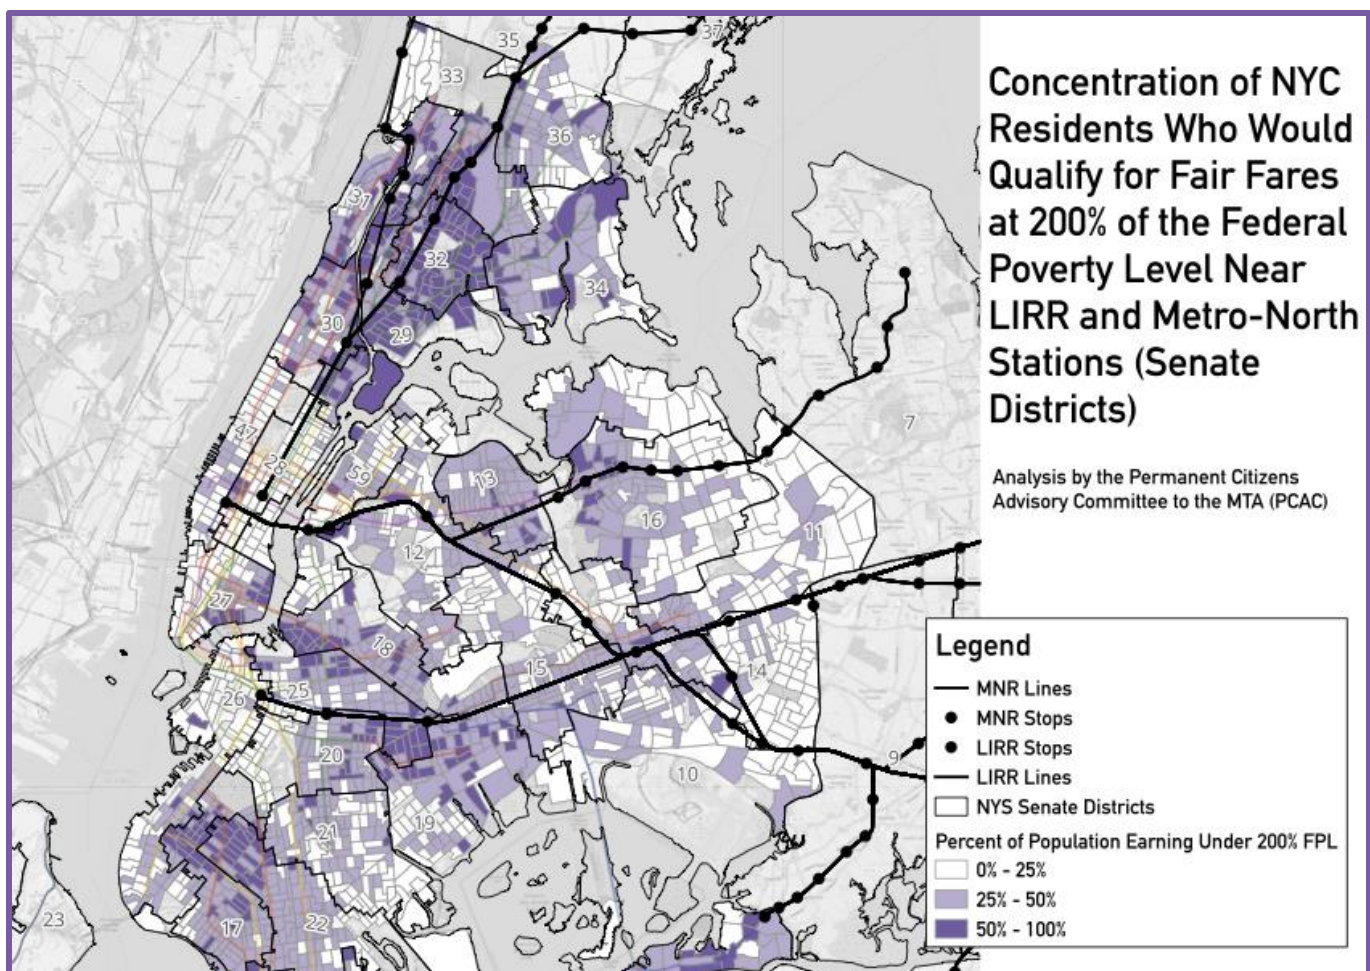 Concentration of NYC
Residents Who Would
Qualify for Fair Fares
at 200% of the Federal
Poverty Level Near
LIRR and Metro-North
Stations (Senate
Districts)
Analysis by the Permanent Citizens
Advisory Committee to the MTA (PCAC)
35
37
33
36
31
32
34
30
29
7
47
28
59
13
16
11
12
27
18
15
14
26
25
20
10
9
21
19
17
22
23
Legend
MNR Lines
MNR Stops
LIRR Stops
LIRR Lines
NYS Senate Districts
Percent of Population Earning Under 200% FPL
0% - 25%
25% - 50%
50% - 100%